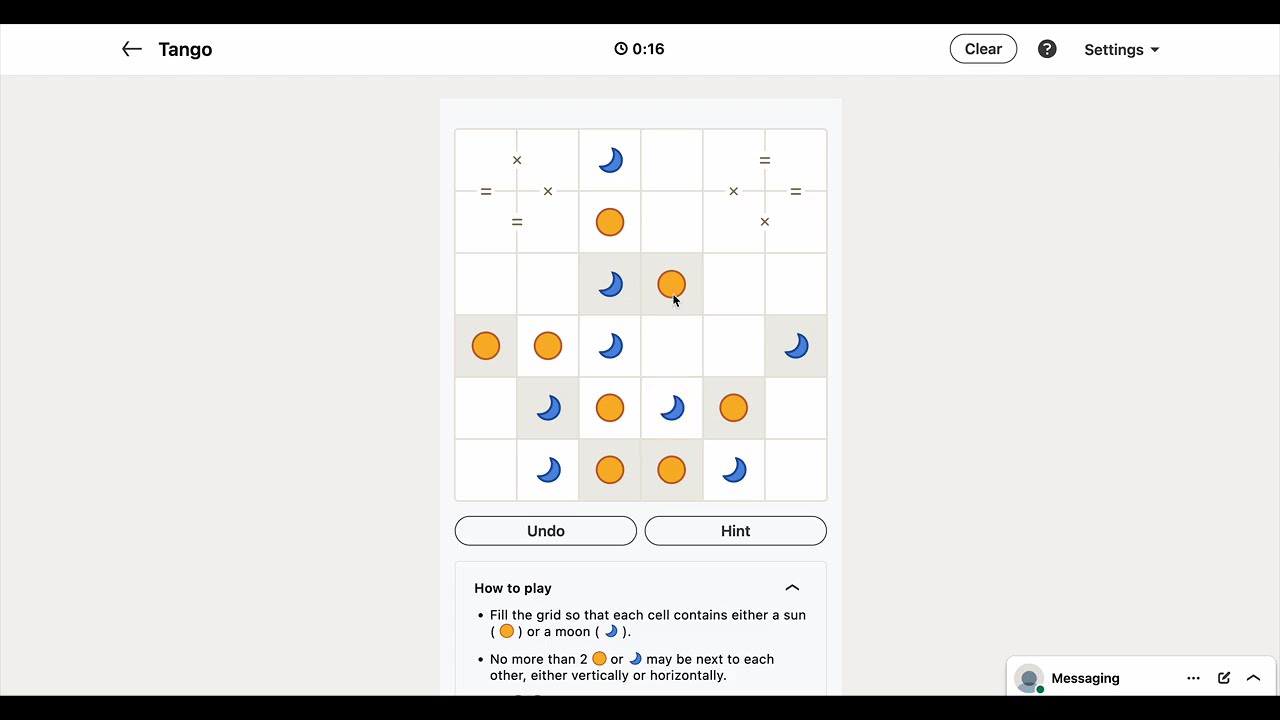 Tango
0:16
Clear
?
Settings
× =
= × × =
= ×
Undo
Hint
How to play
• Fill the grid so that each cell contains either a sun
( ) or a moon ( ).
• No more than 2 or may be next to each
other, either vertically or horizontally.
Messaging